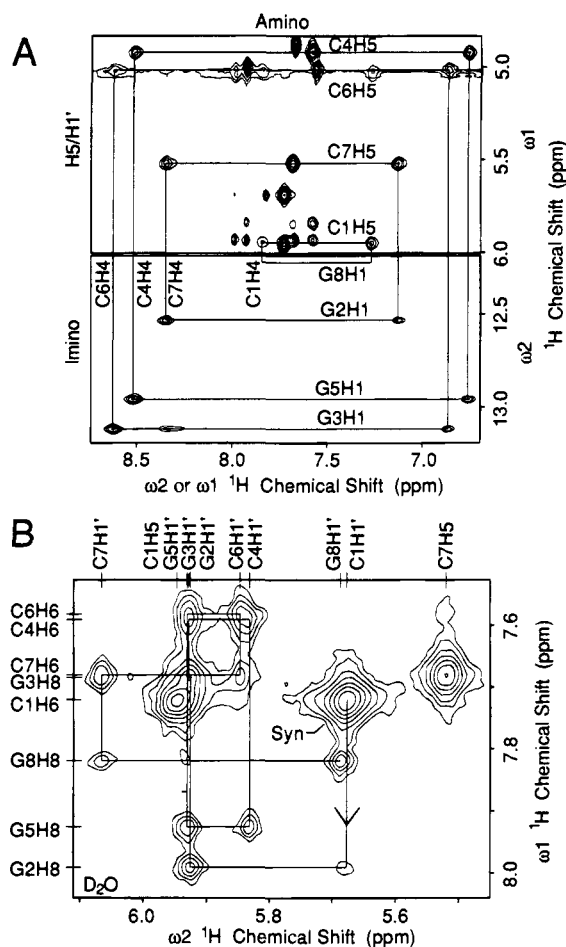 Amino
A
C4H5
C6H5
C7H5
C1H5
G8H1
G2H1
G5H1
G3H1
C6H4
C4H4
C7H4
C1H4
H5/H1'
Imino
5.0
5.5
6.0
12.5
13.0
ω1
ω2 ¹H Chemical Shift (ppm)
8.5 8.0 7.5 7.0
ω2 or ω1 ¹H Chemical Shift (ppm)
B
C7H1'
C1H5
G5H1'
G3H1'
G2H1'
C6H1'
C4H1'
G8H1'
C1H1'
C7H5
C6H6
C4H6
C7H6
G3H8
C1H6
G8H8
G5H8
G2H8
Syn
D₂O
7.6
7.8
8.0
ω1 ¹H Chemical Shift (ppm)
6.0 5.8 5.6
ω2 ¹H Chemical Shift (ppm)